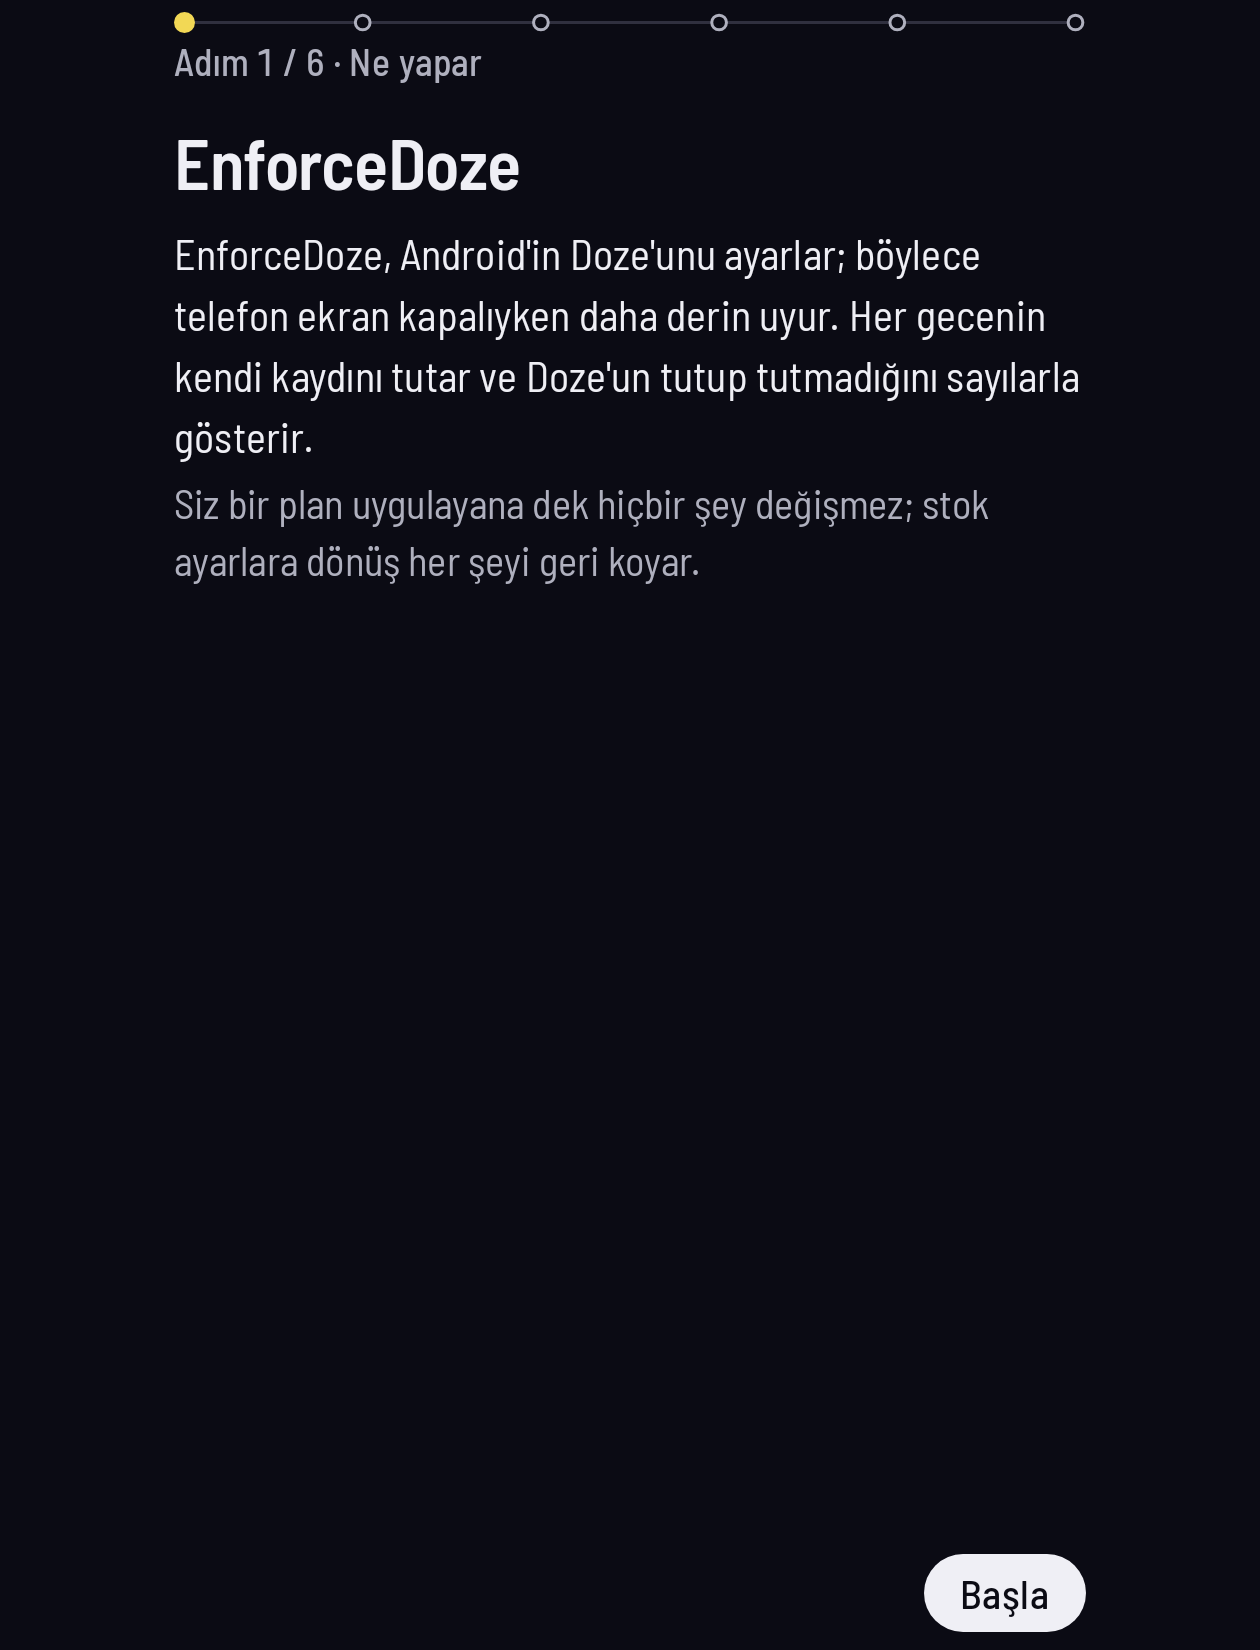 Adım 1 / 6 · Ne yapar
EnforceDoze
EnforceDoze, Android'in Doze'unu ayarlar; böylece
telefon ekran kapalıyken daha derin uyur. Her gecenin
kendi kaydını tutar ve Doze'un tutup tutmadığını sayılarla
gösterir.
Siz bir plan uygulayana dek hiçbir şey değişmez; stok
ayarlara dönüş her şeyi geri koyar.
Başla